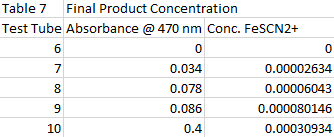 Table 7 Final Product Concentration
Test Tube Absorbance @ 470 nm Conc. FeSCN2+
6 0 0
7 0.034 0.00002634
8 0.078 0.00006043
9 0.086 0.000080146
10 0.4 0.00030934